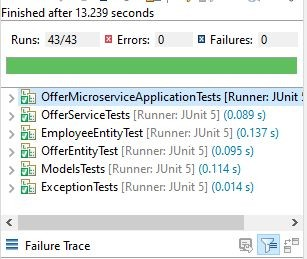 Finished after 13.239 seconds
Runs: 43/43 Errors: 0 Failures: 0
OfferMicroserviceApplicationTests [Runner: JUnit 5]
OfferServiceTests [Runner: JUnit 5] (0.089 s)
EmployeeEntityTest [Runner: JUnit 5] (0.137 s)
OfferEntityTest [Runner: JUnit 5] (0.095 s)
ModelsTests [Runner: JUnit 5] (0.114 s)
ExceptionTests [Runner: JUnit 5] (0.014 s)
Failure Trace